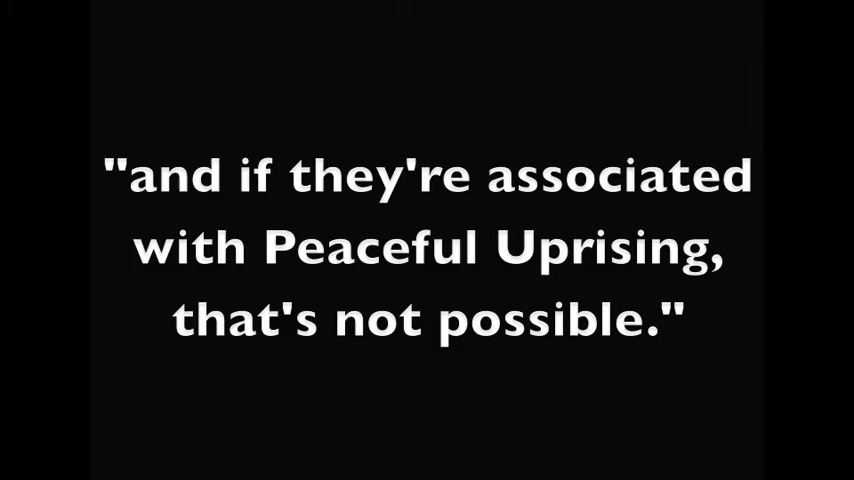 "and if they're associated
with Peaceful Uprising,
that's not possible."